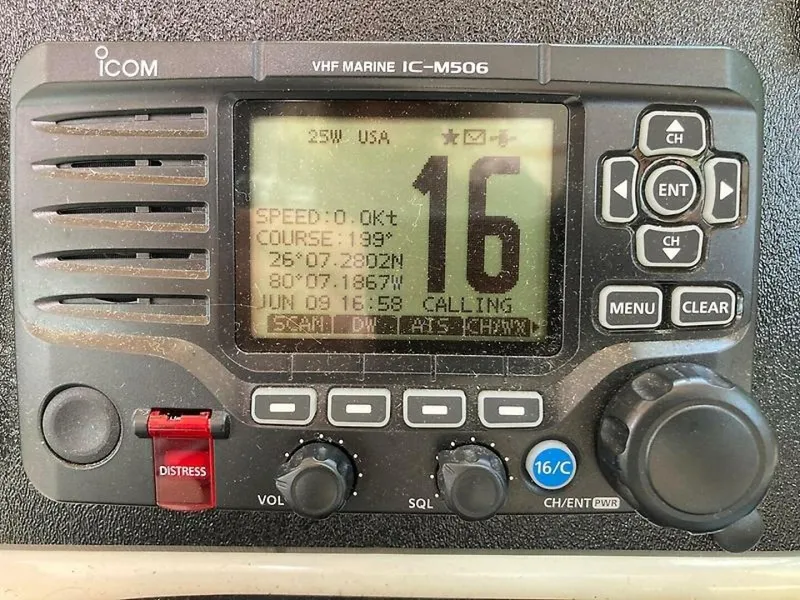 ICOM
VHF MARINE IC-M506
25W USA
16
SPEED:0.0Kt
COURSE:199°
26°07.2802N
80°07.1867W
JUN 09 16:58 CALLING
SCAN DW AIS CH/WX
CH
ENT
CH
MENU CLEAR
DISTRESS
VOL
SQL
16/C
CH/ENT PWR